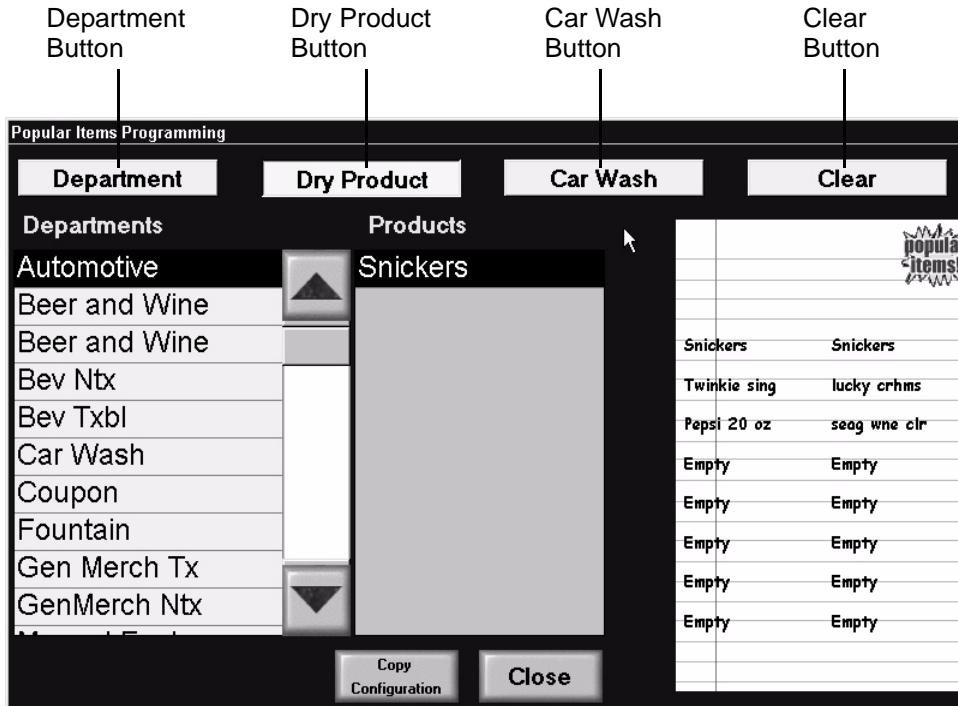 Department Button
Dry Product Button
Car Wash Button
Clear Button
Popular Items Programming
Department
Dry Product
Car Wash
Clear
Departments
Products
Automotive
Beer and Wine
Beer and Wine
Bev Ntx
Bev Txbl
Car Wash
Coupon
Fountain
Gen Merch Tx
GenMerch Ntx
Snickers
popula
items!
Snickers Snickers
Twinkie sing lucky crhms
Pepsi 20 oz seag wne clr
Empty Empty
Empty Empty
Empty Empty
Empty Empty
Empty Empty
Copy
Configuration
Close